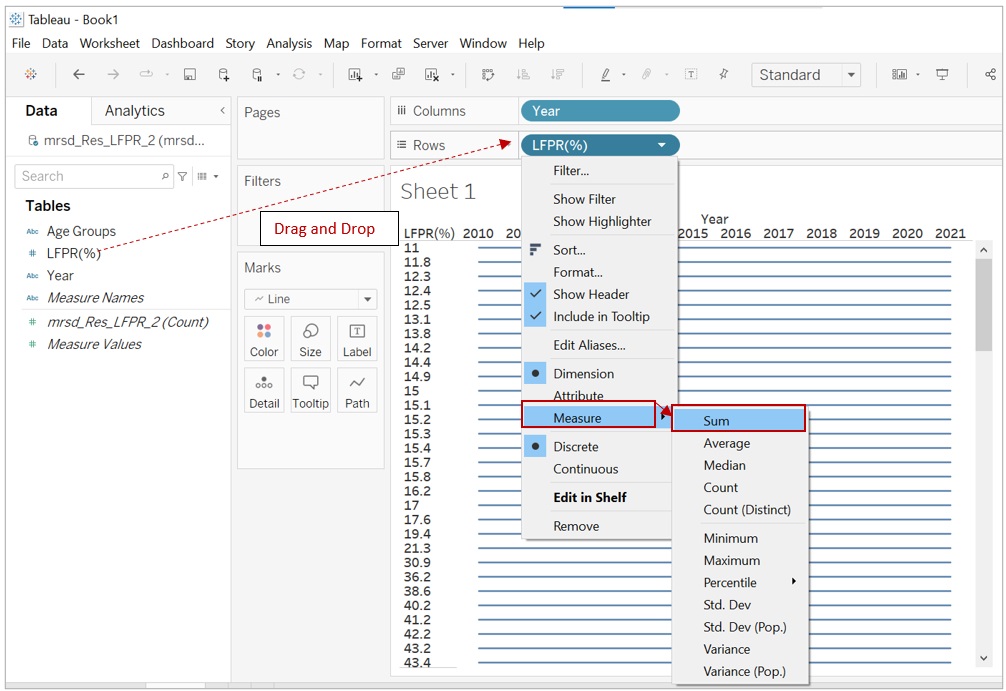 Tableau - Book1
File Data Worksheet Dashboard Story Analysis Map Format Server Window Help
Standard
Data Analytics
mrsd_Res_LFPR_2 (mrsd...
Search
Tables
Abc Age Groups
# LFPR(%)
Abc Year
Abc Measure Names
# mrsd_Res_LFPR_2 (Count)
# Measure Values
Pages
Filters
Drag and Drop
Marks
Line
Color Size Label
Detail Tooltip Path
Columns Year
Rows LFPR(%)
Sheet 1
Year
LFPR(%) 2010 20 2015 2016 2017 2018 2019 2020 2021
11
11.8
12.3
12.4
12.5
13.1
13.8
14.2
14.4
14.9
15
15.1
15.2
15.3
15.4
15.7
15.8
16.2
17
17.6
19.4
21.3
30.9
36.2
38.6
40.2
41.2
42.2
43.2
43.4
Filter...
Show Filter
Show Highlighter
Sort...
Format...
Show Header
Include in Tooltip
Edit Aliases...
Dimension
Attribute
Measure
Discrete
Continuous
Edit in Shelf
Remove
Sum
Average
Median
Count
Count (Distinct)
Minimum
Maximum
Percentile
Std. Dev
Std. Dev (Pop.)
Variance
Variance (Pop.)